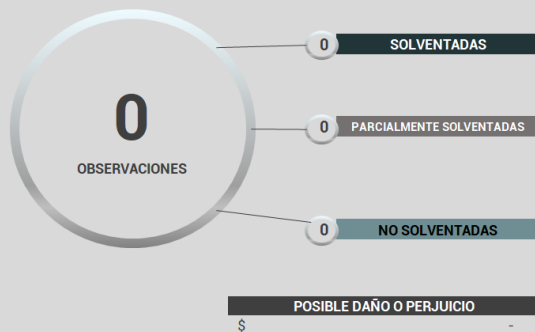 0
OBSERVACIONES
0 SOLVENTADAS
0 PARCIALMENTE SOLVENTADAS
0 NO SOLVENTADAS
POSIBLE DAÑO O PERJUICIO
$ -